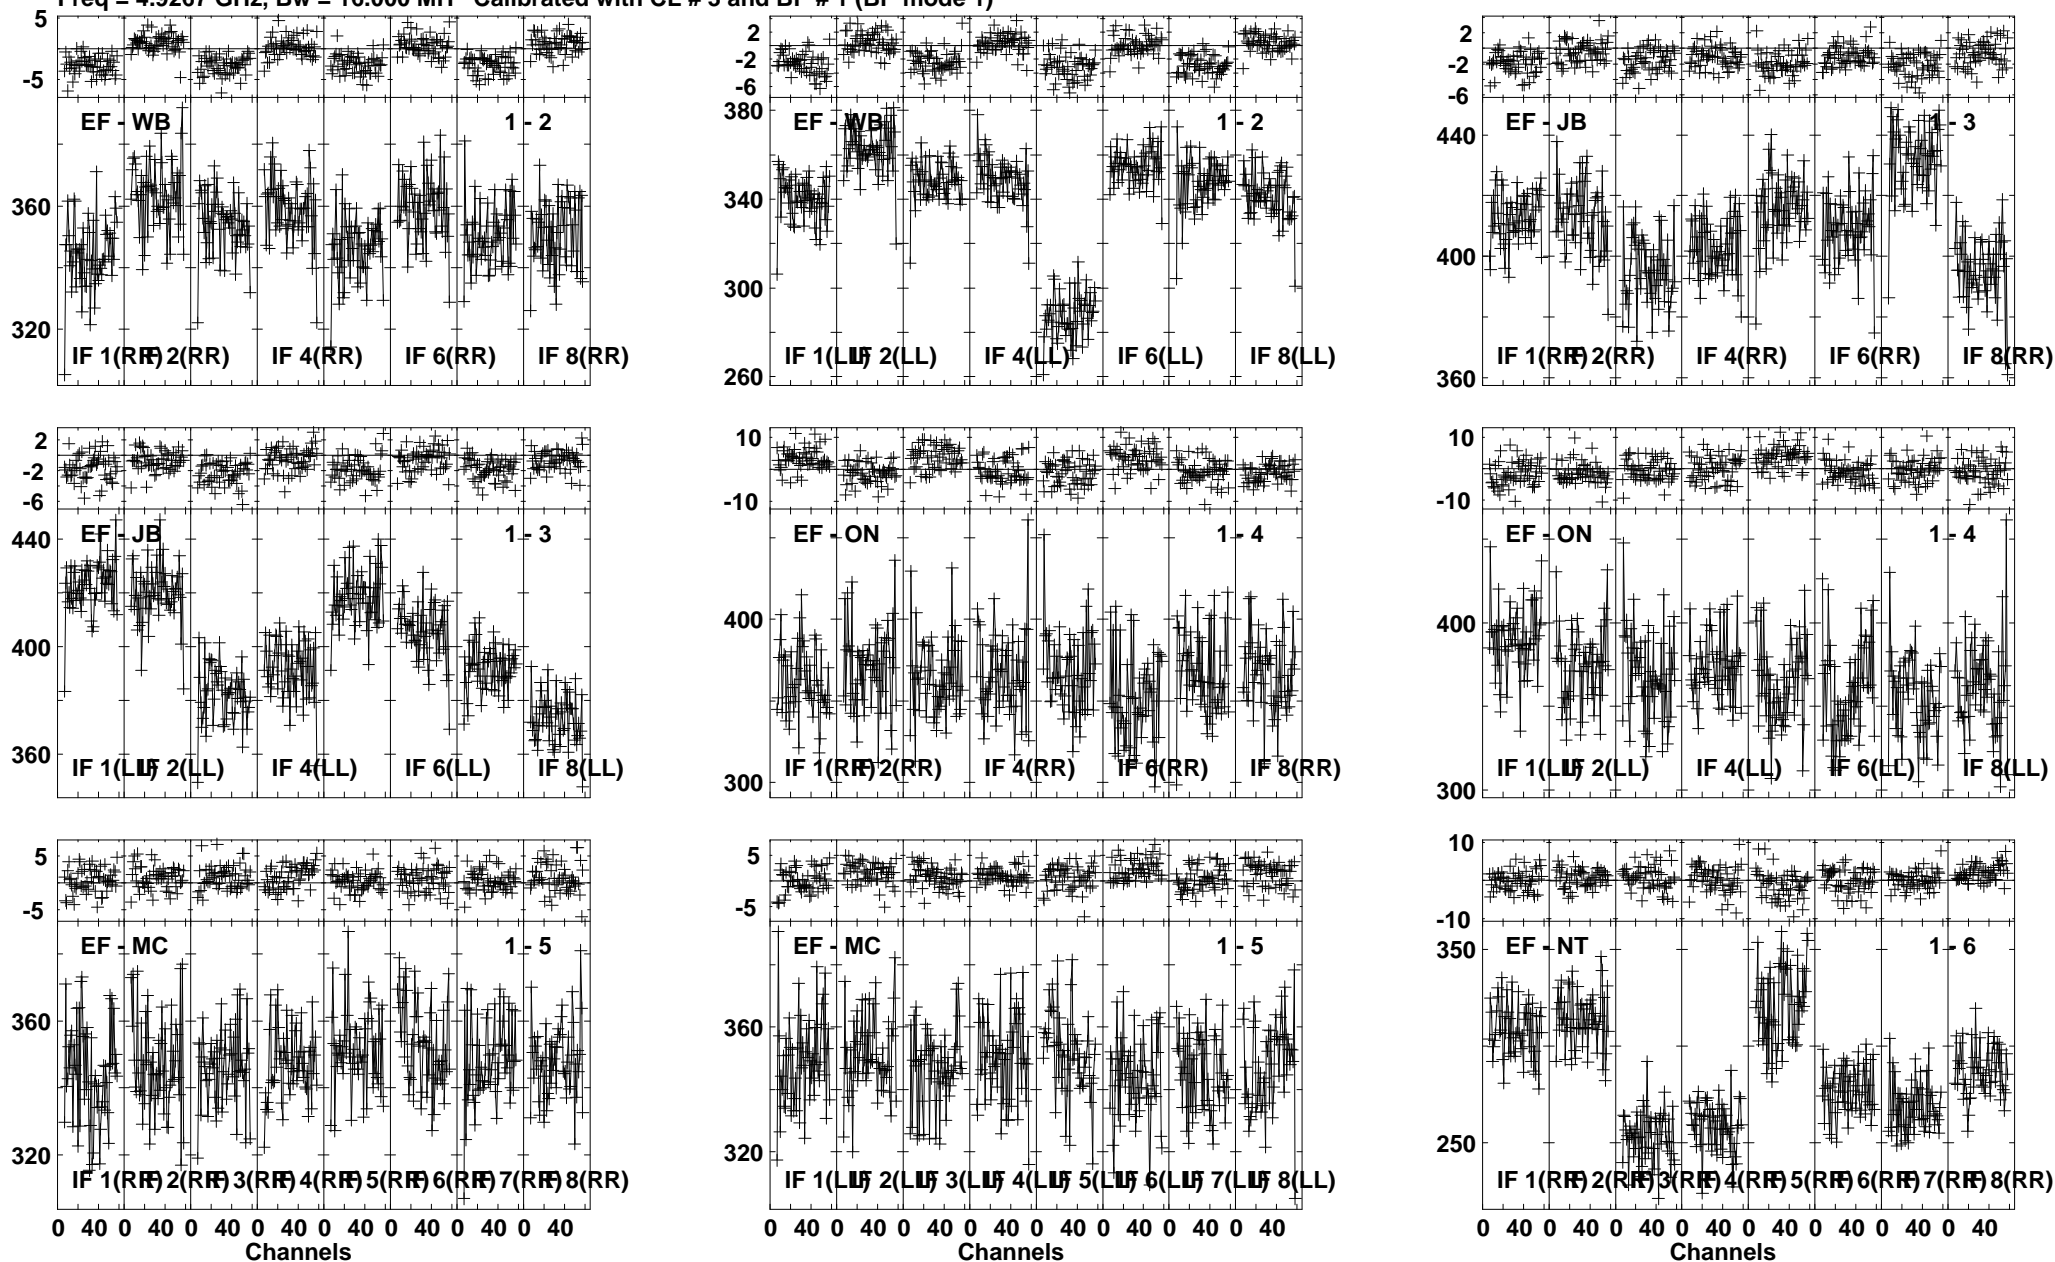 Freq = 4.9267 GHz, Bw = 16.000 MH Calibrated with CL # 3 and BP # 1 (BP mode 1)
5
-5
EF - WB 1 - 2
360
320
IF 1(RR) IF 2(RR) IF 4(RR) IF 6(RR) IF 8(RR)
2
-2
-6
380
EF - WB 1 - 2
340
300
260
IF 1(LL) IF 2(LL) IF 4(LL) IF 6(LL) IF 8(LL)
2
-2
-6
440
EF - JB 1 - 3
400
360
IF 1(RR) IF 2(RR) IF 4(RR) IF 6(RR) IF 8(RR)
2
-2
-6
440
EF - JB 1 - 3
400
360
IF 1(LL) IF 2(LL) IF 4(LL) IF 6(LL) IF 8(LL)
10
-10
EF - ON 1 - 4
400
300
IF 1(RR) IF 2(RR) IF 4(RR) IF 6(RR) IF 8(RR)
10
-10
EF - ON 1 - 4
400
300
IF 1(LL) IF 2(LL) IF 4(LL) IF 6(LL) IF 8(LL)
5
-5
EF - MC 1 - 5
360
320
IF 1(RR) IF 2(RR) IF 3(RR) IF 4(RR) IF 5(RR) IF 6(RR) IF 7(RR) IF 8(RR)
0 40 0 40 0 40 0 40 0 40 0 40 0 40 0 40
Channels
5
-5
EF - MC 1 - 5
360
320
IF 1(LL) IF 2(LL) IF 3(LL) IF 4(LL) IF 5(LL) IF 6(LL) IF 7(LL) IF 8(LL)
0 40 0 40 0 40 0 40 0 40 0 40 0 40 0 40
Channels
10
-10
350
EF - NT 1 - 6
250
IF 1(RR) IF 2(RR) IF 3(RR) IF 4(RR) IF 5(RR) IF 6(RR) IF 7(RR) IF 8(RR)
0 40 0 40 0 40 0 40 0 40 0 40 0 40 0 40
Channels